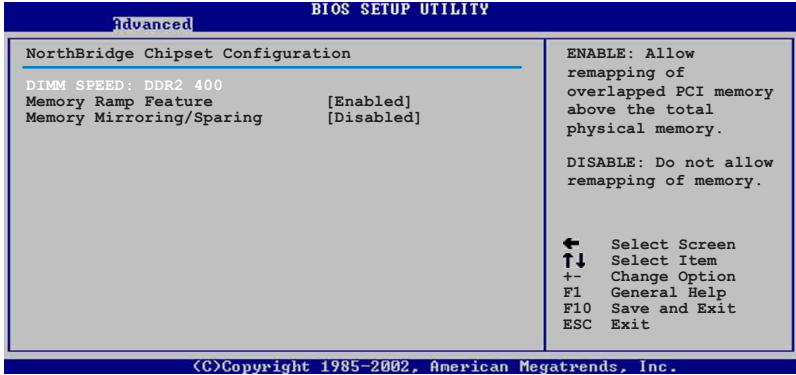 BIOS SETUP UTILITY
Advanced
NorthBridge Chipset Configuration
DIMM SPEED: DDR2 400
Memory Ramp Feature [Enabled]
Memory Mirroring/Sparing [Disabled]
ENABLE: Allow
remapping of
overlapped PCI memory
above the total
physical memory.
DISABLE: Do not allow
remapping of memory.
← Select Screen
↑↓ Select Item
+- Change Option
F1 General Help
F10 Save and Exit
ESC Exit
(C)Copyright 1985-2002, American Megatrends, Inc.